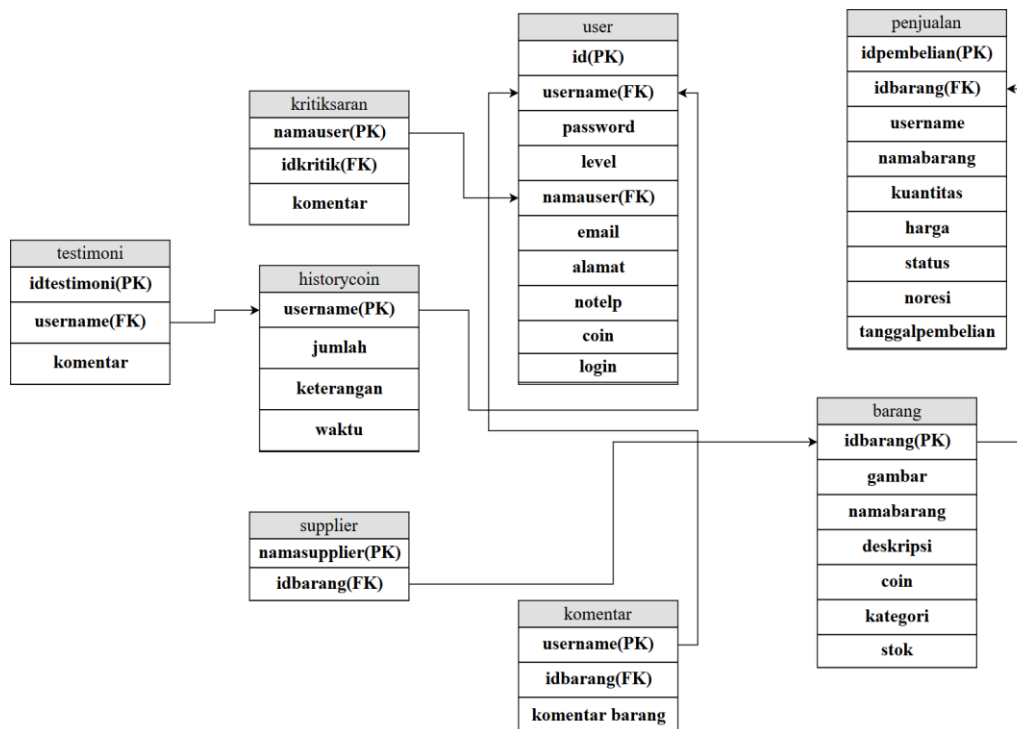 user
id(PK)
username(FK)
password
level
namauser(FK)
email
alamat
notelp
coin
login
penjualan
idpembelian(PK)
idbarang(FK)
username
namabarang
kuantitas
harga
status
noresi
tanggalpembelian
kritiksaran
namauser(PK)
idkritik(FK)
komentar
testimoni
idtestimoni(PK)
username(FK)
komentar
historycoin
username(PK)
jumlah
keterangan
waktu
barang
idbarang(PK)
gambar
namabarang
deskripsi
coin
kategori
stok
supplier
namasupplier(PK)
idbarang(FK)
komentar
username(PK)
idbarang(FK)
komentar barang